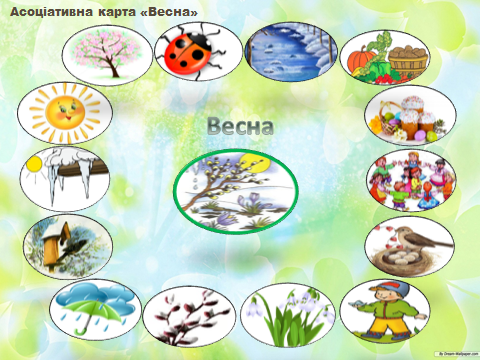 Асоціативна карта «Весна»
Весна
By Dream-Wallpaper.com